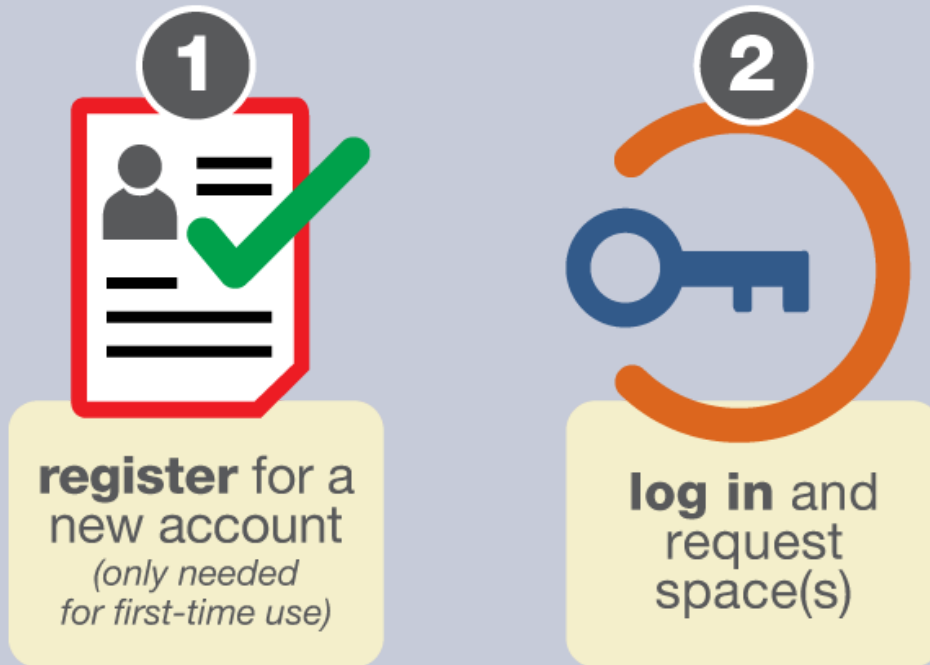 1
register for a
new account
(only needed
for first-time use)
2
log in and
request
space(s)